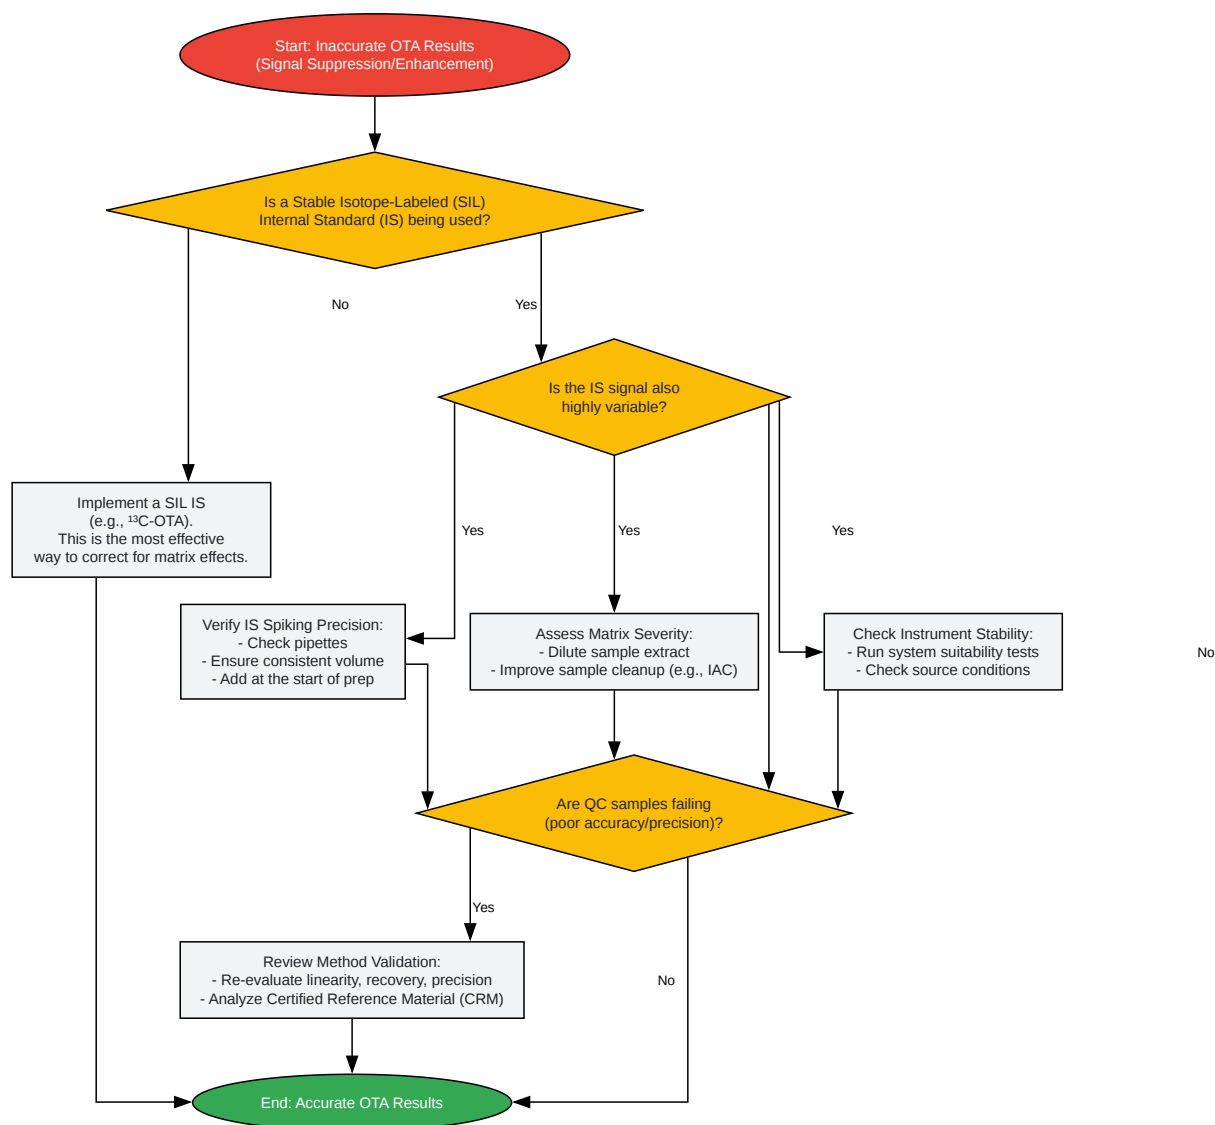 Start: Inaccurate OTA Results
(Signal Suppression/Enhancement)
Is a Stable Isotope-Labeled (SIL)
Internal Standard (IS) being used?
No
Yes
Is the IS signal also
highly variable?
Implement a SIL IS
(e.g., ¹³C-OTA).
This is the most effective
way to correct for matrix effects.
Yes
Yes
Yes
Verify IS Spiking Precision:
- Check pipettes
- Ensure consistent volume
- Add at the start of prep
Assess Matrix Severity:
- Dilute sample extract
- Improve sample cleanup (e.g., IAC)
Check Instrument Stability:
- Run system suitability tests
- Check source conditions
No
Are QC samples failing
(poor accuracy/precision)?
Yes
Review Method Validation:
- Re-evaluate linearity, recovery, precision
- Analyze Certified Reference Material (CRM)
No
End: Accurate OTA Results